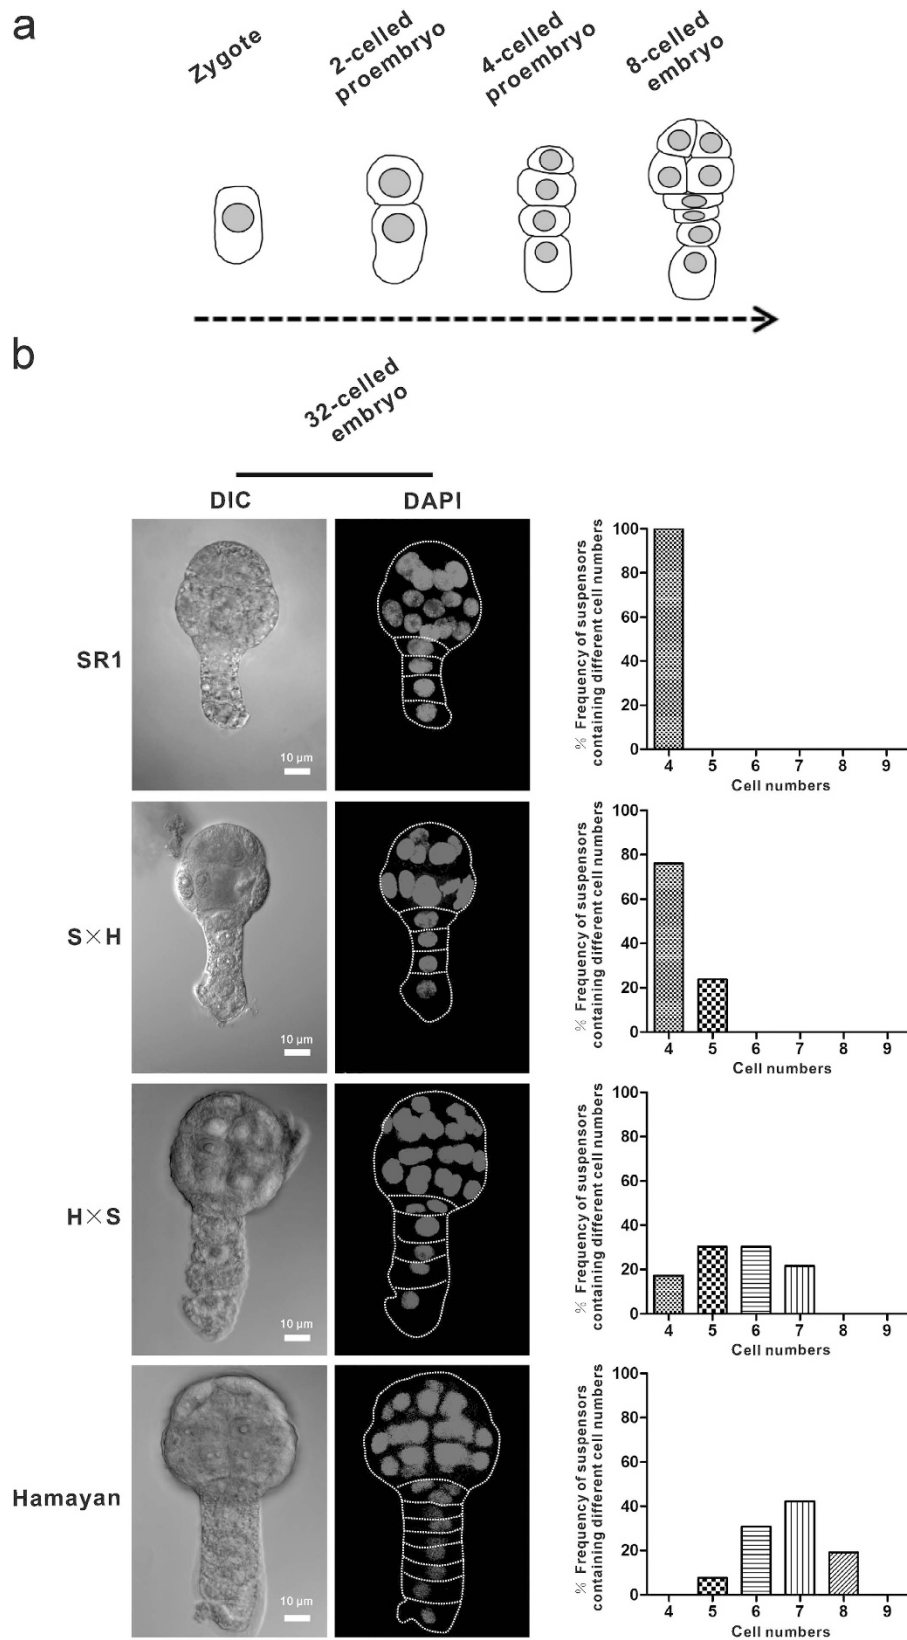 a
Zygote
2-celled
proembryo
4-celled
proembryo
8-celled
embryo
b
32-celled
embryo
DIC
DAPI
SR1
10 µm
% Frequency of suspensors
containing different cell numbers
100
80
60
40
20
0
4 5 6 7 8 9
Cell numbers
S×H
10 µm
% Frequency of suspensors
containing different cell numbers
100
80
60
40
20
0
4 5 6 7 8 9
Cell numbers
H×S
10 µm
% Frequency of suspensors
containing different cell numbers
100
80
60
40
20
0
4 5 6 7 8 9
Cell numbers
Hamayan
10 µm
% Frequency of suspensors
containing different cell numbers
100
80
60
40
20
0
4 5 6 7 8 9
Cell numbers